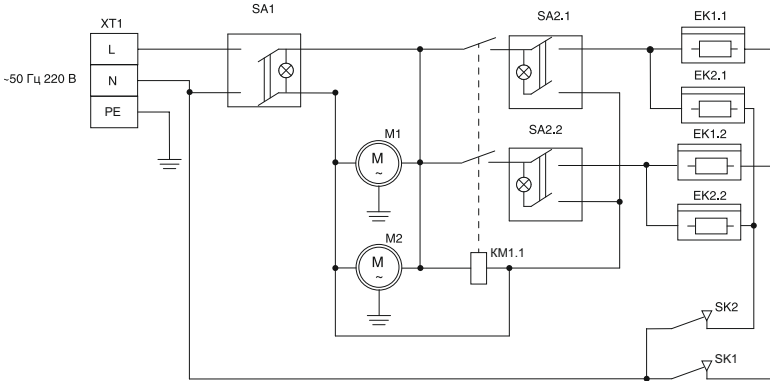 SA1
XT1
SA2.1
EK1.1
L
~50 Гц 220 В
N
EK2.1
PE
M1
SA2.2
EK1.2
M
~
EK2.2
M2
KM1.1
M
~
SK2
SK1